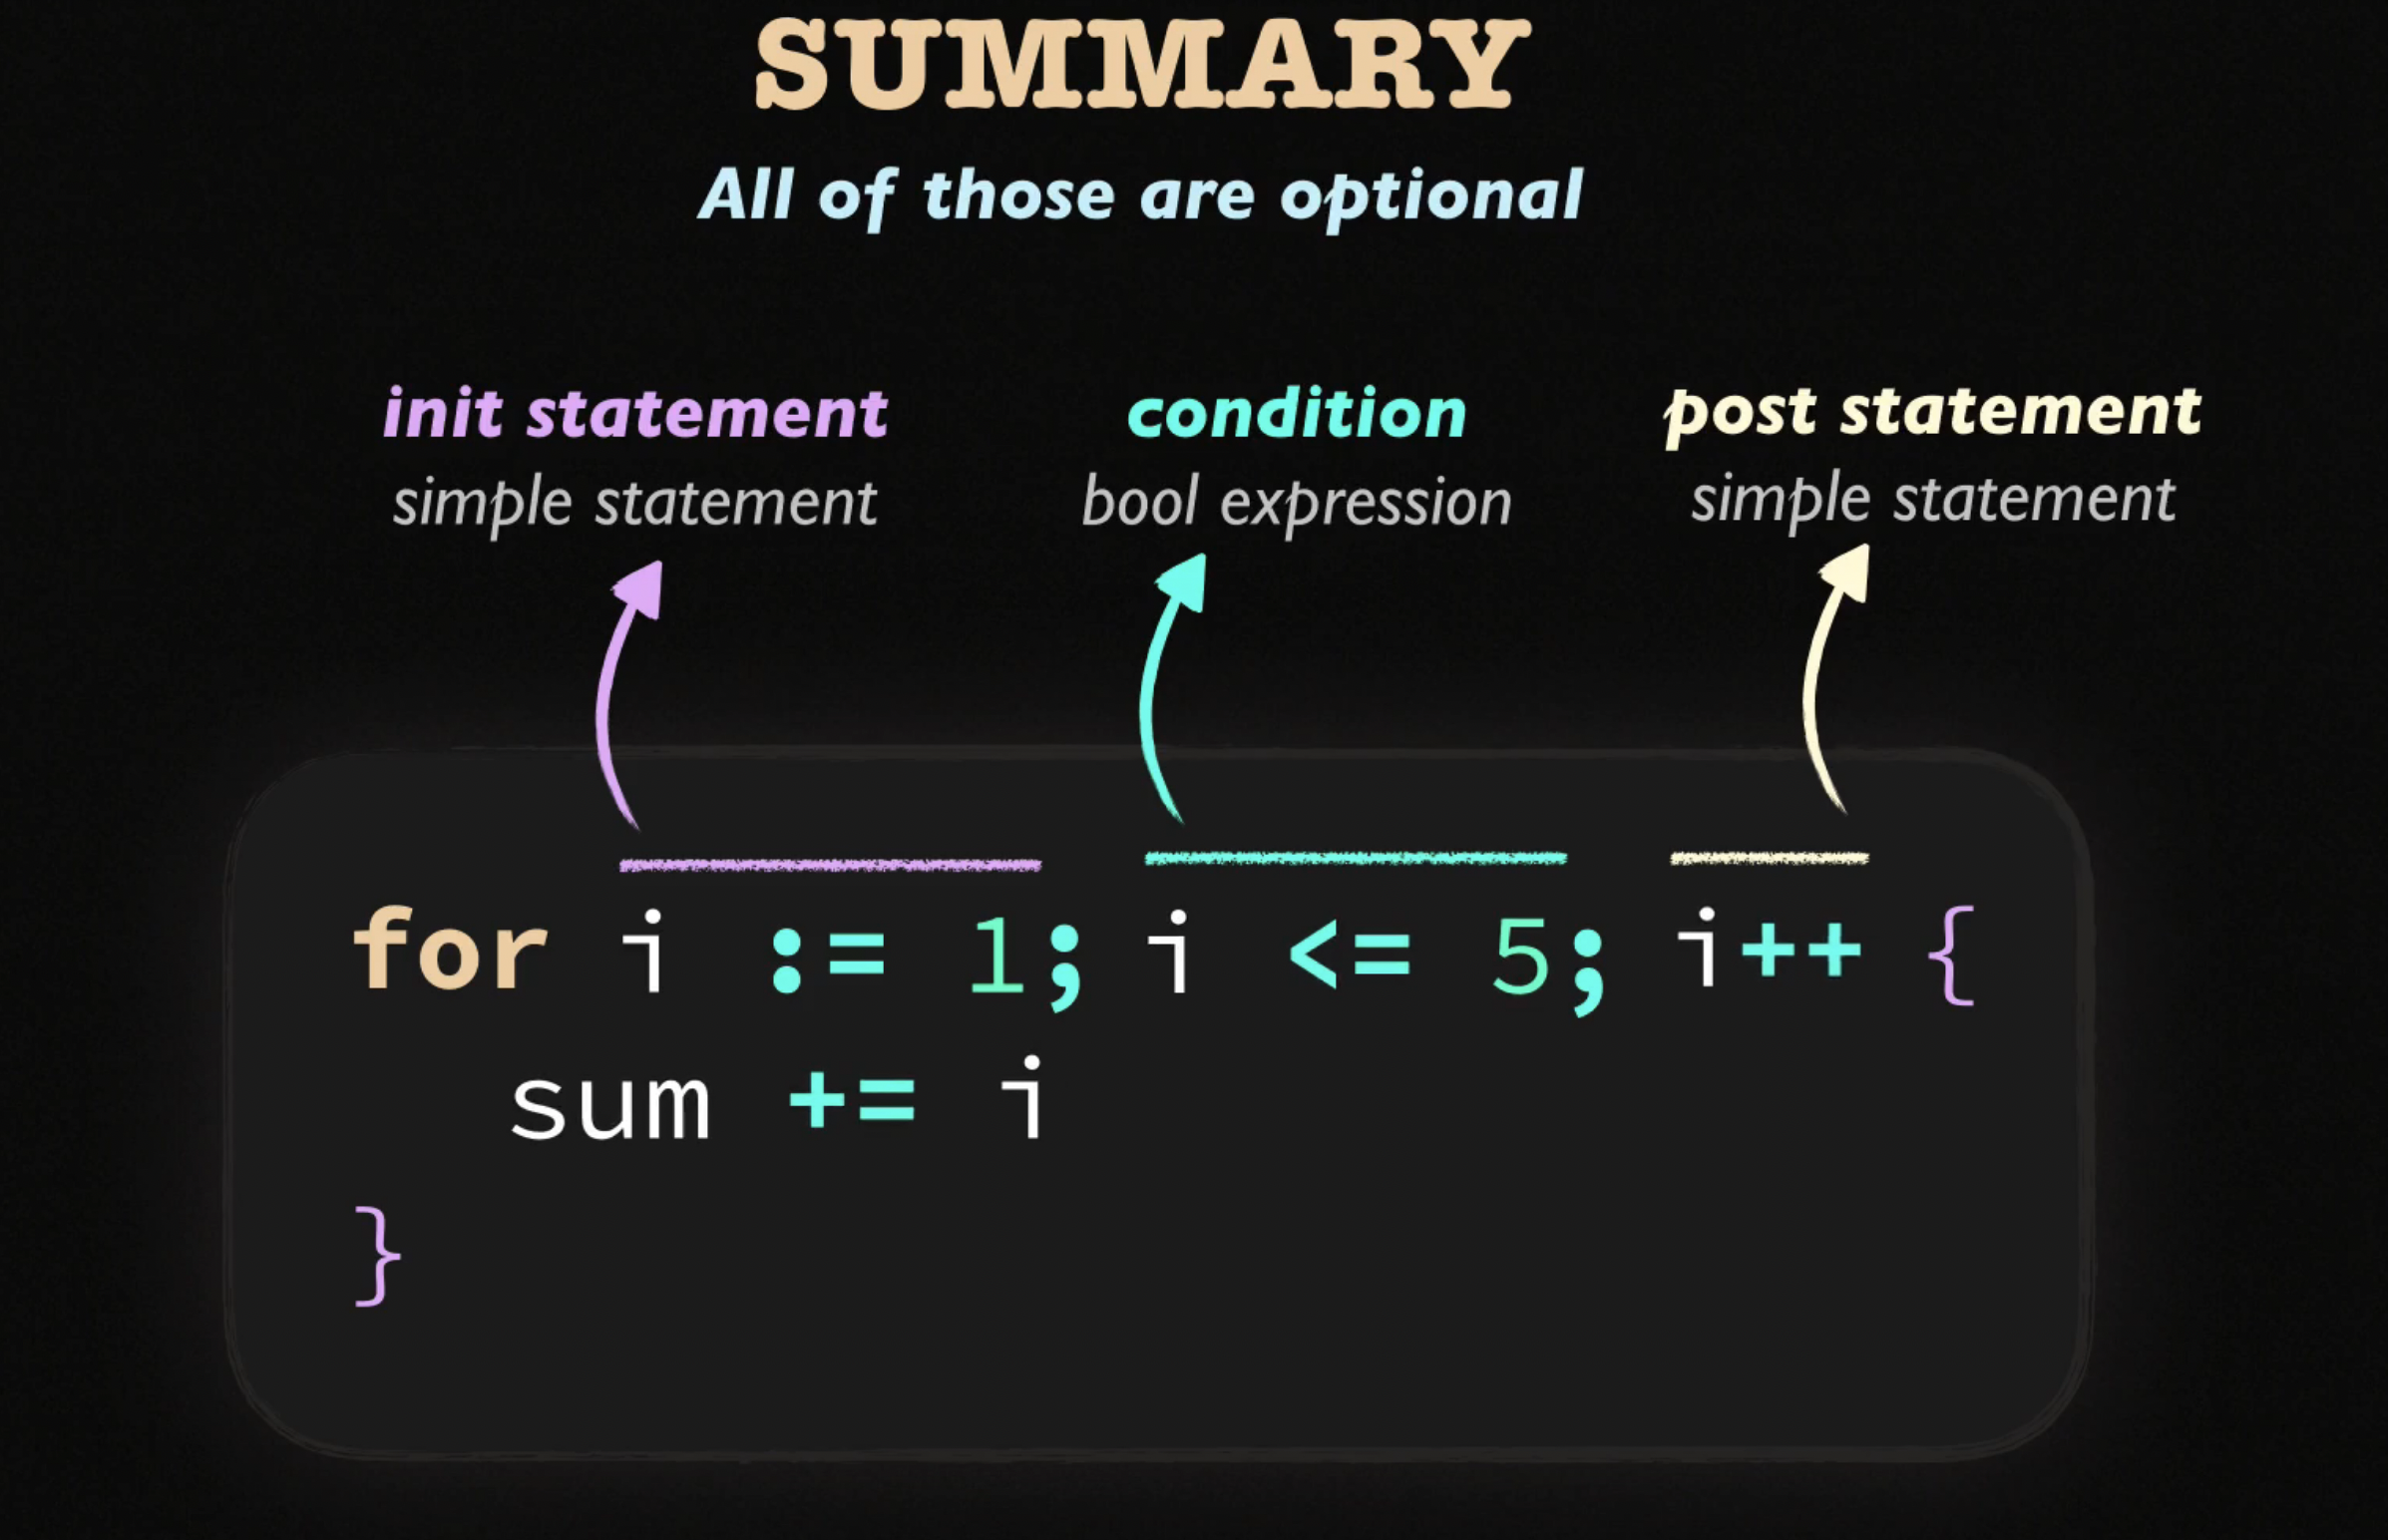 SUMMARY
All of those are optional
init statement
simple statement
condition
bool expression
post statement
simple statement
for i := 1; i <= 5; i++ {
sum += i
}